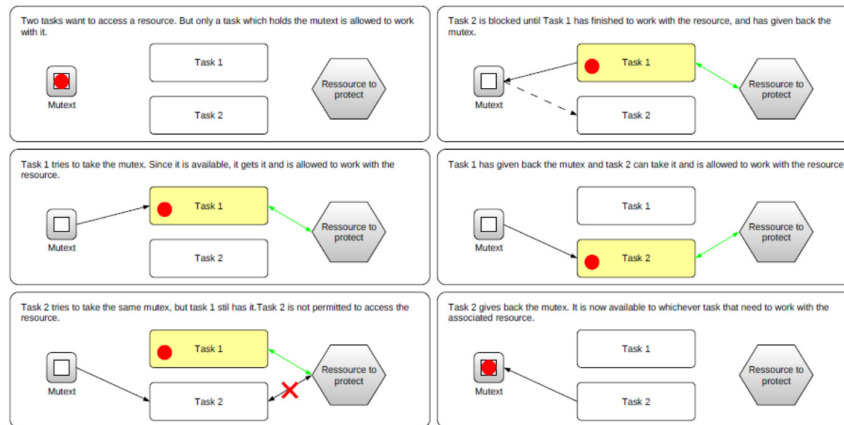 Two tasks want to access a resource. But only a task which holds the mutext is allowed to work
with it.
Task 1
Task 2
Mutext
Ressource to
protect
Task 1 tries to take the mutex. Since it is available, it gets it and is allowed to work with the
resource.
Task 1
Task 2
Mutext
Ressource to
protect
Task 2 tries to take the same mutex, but task 1 stil has it.Task 2 is not permitted to access the
resource.
Task 1
Task 2
Mutext
Ressource to
protect
Task 2 is blocked until Task 1 has finished to work with the resource, and has given back the
mutex.
Task 1
Task 2
Mutext
Ressource to
protect
Task 1 has given back the mutex and task 2 can take it and is allowed to work with the resource
Task 1
Task 2
Mutext
Ressource to
protect
Task 2 gives back the mutex. It is now available to whichever task that need to work with the
associated resource.
Task 1
Task 2
Mutext
Ressource to
protect